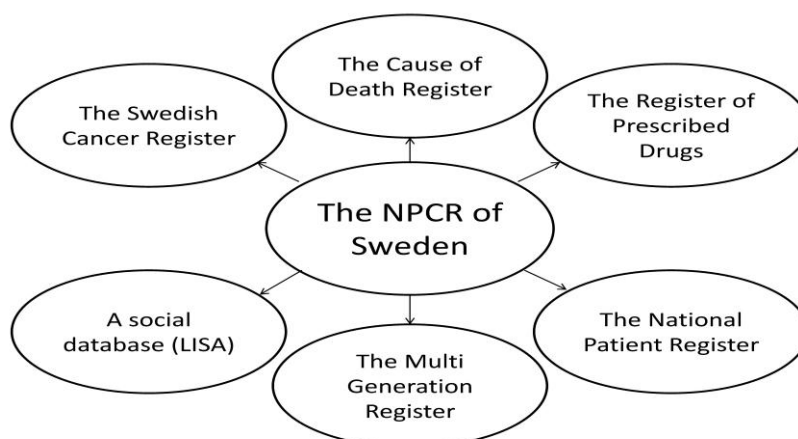 The Cause of
Death Register
The Swedish
Cancer Register
The Register of
Prescribed
Drugs
The NPCR of
Sweden
A social
database (LISA)
The National
Patient Register
The Multi
Generation
Register